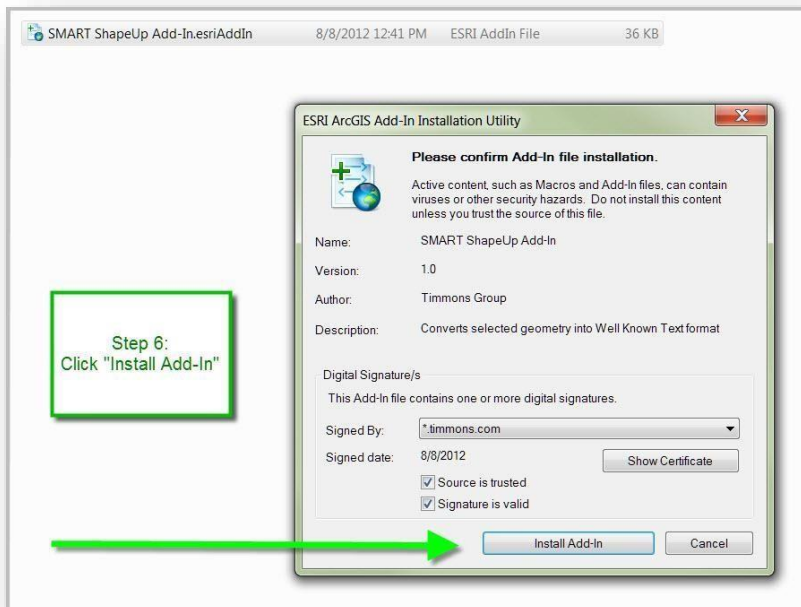 SMART ShapeUp Add-In.esriAddIn 8/8/2012 12:41 PM ESRI AddIn File 36 KB
ESRI ArcGIS Add-In Installation Utility
Please confirm Add-In file installation.
Active content, such as Macros and Add-In files, can contain
viruses or other security hazards. Do not install this content
unless you trust the source of this file.
Name: SMART ShapeUp Add-In
Version: 1.0
Author: Timmons Group
Description: Converts selected geometry into Well Known Text format
Step 6:
Click "Install Add-In"
Digital Signature/s
This Add-In file contains one or more digital signatures.
Signed By: *.timmons.com
Signed date: 8/8/2012
Show Certificate
Source is trusted
Signature is valid
Install Add-In Cancel